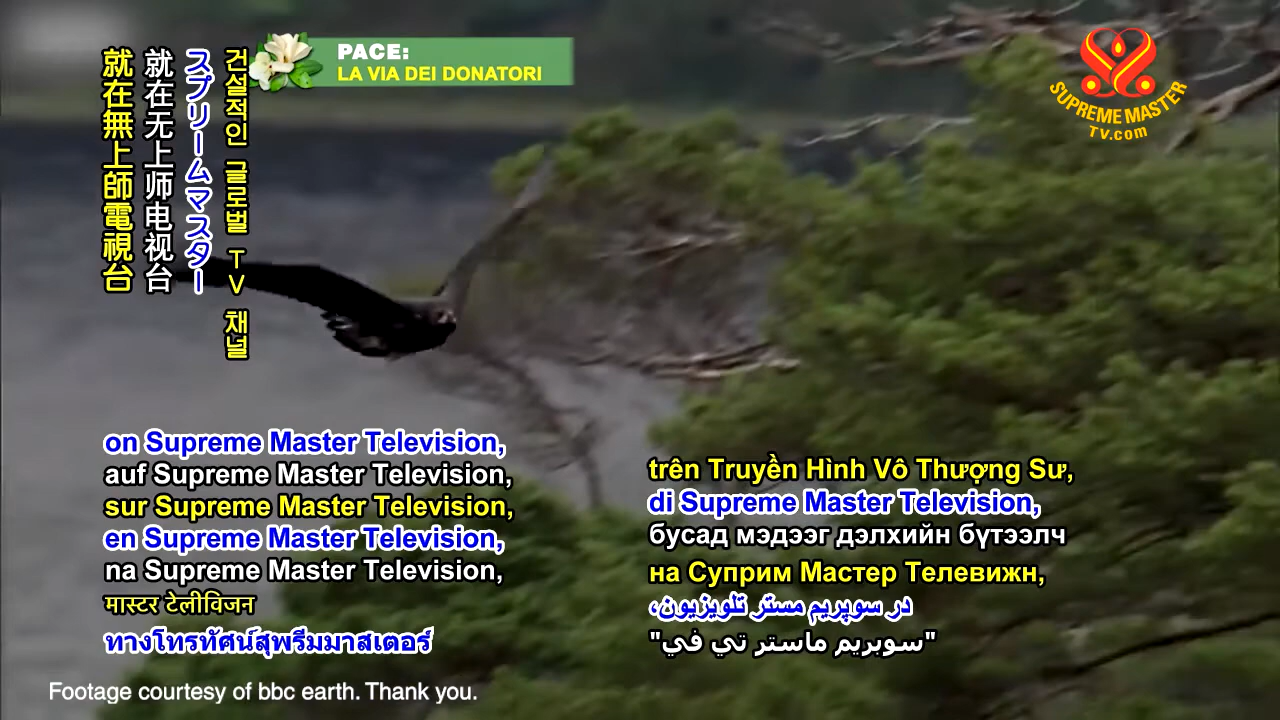 PACE:
LA VIA DEI DONATORI
SUPREME MASTER
TV.com
건설적인 글로벌 TV 채널
スプリームマスター
就在无上师电视台
就在無上師電視台
on Supreme Master Television,
auf Supreme Master Television,
sur Supreme Master Television,
en Supreme Master Television,
na Supreme Master Television,
मास्टर टेलीविजन
ทางโทรทัศน์สุพรีมมาสเตอร์
trên Truyền Hình Vô Thượng Sư,
di Supreme Master Television,
бусад мэдээг дэлхийн бүтээлч
на Суприм Мастер Телевижн,
در سوپریم مستر تلویزیون،
"سوبريم ماستر تي في"
Footage courtesy of bbc earth. Thank you.